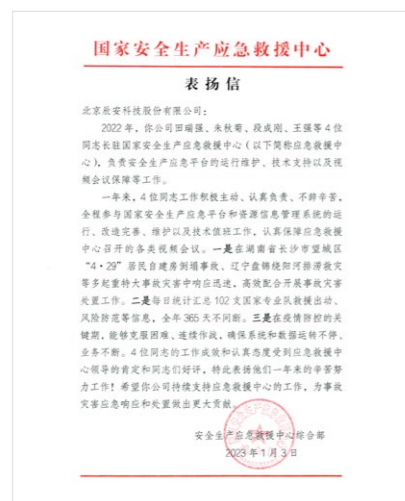 国家安全生产应急救援中心
表扬信
北京辰安科技股份有限公司:
2022年,你公司田瑞强、朱秋菊、段成刚、王强等4位
同志长驻国家安全生产应急救援中心(以下简称应急救援中
心),负责安全生产应急平台的运行维护、技术支持以及视
频会议保障等工作。
一年来,4位同志工作积极主动、认真负责、不辞辛苦,
全程参与国家安全生产应急平台和资源信息管理系统的运
行、改造完善、维护以及技术值班工作,认真保障应急救援
中心召开的各类视频会议。一是在湖南省长沙市望城区
“4·29”居民自建房倒塌事故、辽宁盘锦绕阳河排涝救灾
等多起重特大事故灾害中响应迅速,高效配合开展事故灾害
处置工作。二是每日统计汇总102支国家专业队救援出动、
风险防范等信息,全年365天不间断。三是在疫情防控的关
键期,能够克服困难、连续作战,确保系统和数据运转不停、
业务不断。4位同志的工作成效和认真态度受到应急救援中
心领导的肯定和同志们好评,特此表扬他们一年来的辛苦努
力工作!希望你公司持续支持应急救援中心的工作,为事故
灾害应急响应和处置做出更大贡献。
安全生产应急救援中心综合部
2023年1月3日